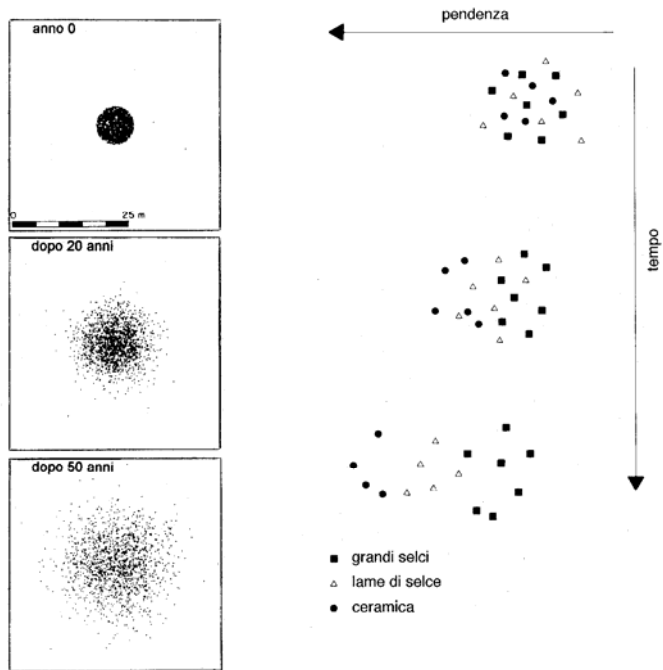 anno 0
0 25 m
dopo 20 anni
dopo 50 anni
pendenza
tempo
grandi selci
lame di selce
ceramica